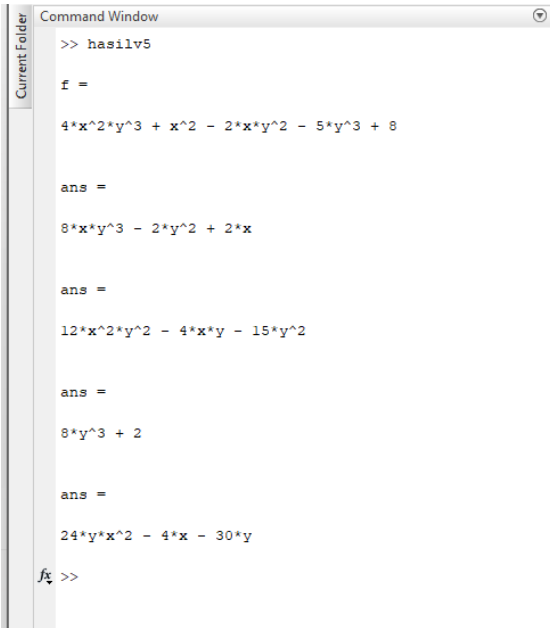 Command Window
Current Folder
>> hasilv5
f =
4*x^2*y^3 + x^2 - 2*x*y^2 - 5*y^3 + 8
ans =
8*x*y^3 - 2*y^2 + 2*x
ans =
12*x^2*y^2 - 4*x*y - 15*y^2
ans =
8*y^3 + 2
ans =
24*y*x^2 - 4*x - 30*y
fx >>